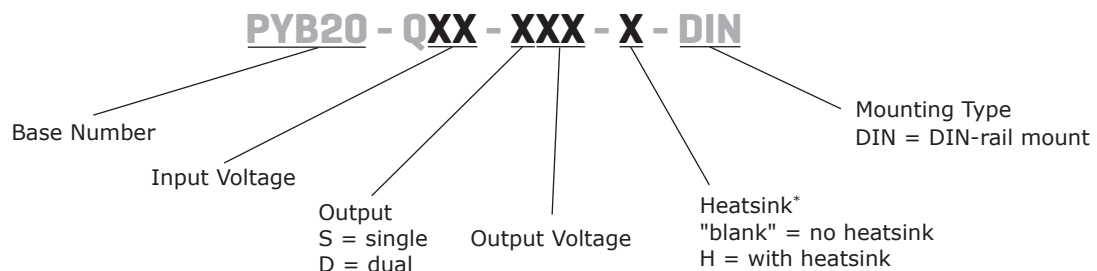 PYB20 - QXX - XXX - X - DIN
Base Number
Input Voltage
Output
S = single
D = dual
Output Voltage
Heatsink*
"blank" = no heatsink
H = with heatsink
Mounting Type
DIN = DIN-rail mount